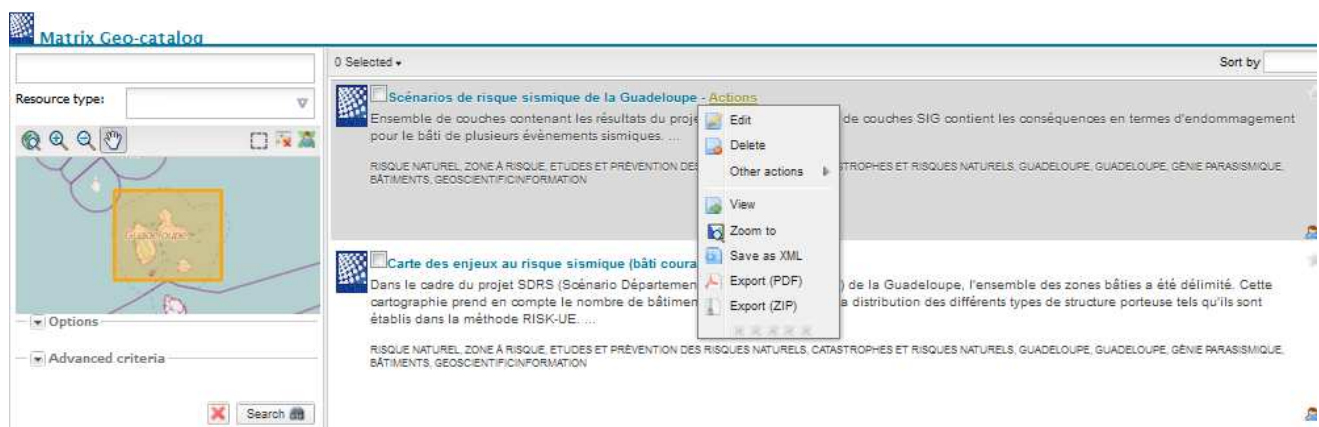 Matrix Geo-catalog
Resource type:
Guadeloupe
Options
Advanced criteria
Search
0 Selected
Sort by
Scénarios de risque sismique de la Guadeloupe - Actions
Ensemble de couches contenant les résultats du proje de couches SIG contient les conséquences en termes d'endommagement
pour le bâti de plusieurs évènements sismiques. ...
RISQUE NATUREL, ZONE À RISQUE, ETUDES ET PRÉVENTION DES STROPHES ET RISQUES NATURELS, GUADELOUPE, GUADELOUPE, GÉNIE PARASISMIQUE,
BÂTIMENTS, GEOSCIENTIFICINFORMATION
Edit
Delete
Other actions
View
Zoom to
Save as XML
Export (PDF)
Export (ZIP)
Carte des enjeux au risque sismique (bâti coura
Dans le cadre du projet SDRS (Scénario Départemen ) de la Guadeloupe, l'ensemble des zones bâties a été délimité. Cette
cartographie prend en compte le nombre de bâtimen a distribution des différents types de structure porteuse tels qu'ils sont
établis dans la méthode RISK-UE. ...
RISQUE NATUREL, ZONE À RISQUE, ETUDES ET PRÉVENTION DES RISQUES NATURELS, CATASTROPHES ET RISQUES NATURELS, GUADELOUPE, GUADELOUPE, GÉNIE PARASISMIQUE,
BÂTIMENTS, GEOSCIENTIFICINFORMATION